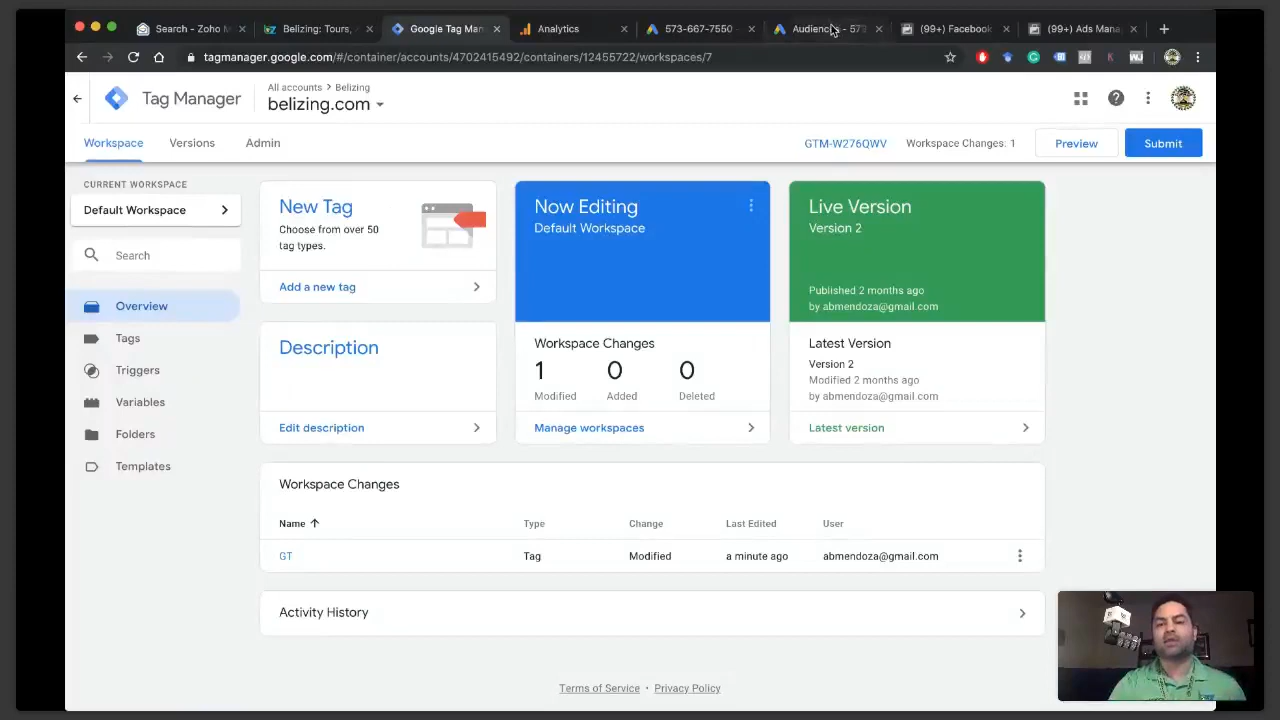 Search - Zoho M
Belizing: Tours,
Google Tag Man
Analytics
573-667-7550
Audiences - 573
(99+) Facebook
(99+) Ads Mana
tagmanager.google.com/#/container/accounts/4702415492/containers/12455722/workspaces/7
Tag Manager
All accounts > Belizing
belizing.com
Workspace
Versions
Admin
GTM-W276QWV
Workspace Changes: 1
Preview
Submit
CURRENT WORKSPACE
Default Workspace
Search
Overview
Tags
Triggers
Variables
Folders
Templates
New Tag
Choose from over 50
tag types.
Add a new tag
Description
Edit description
Now Editing
Default Workspace
Workspace Changes
1 0 0
Modified Added Deleted
Manage workspaces
Live Version
Version 2
Published 2 months ago
by abmendoza@gmail.com
Latest Version
Version 2
Modified 2 months ago
by abmendoza@gmail.com
Latest version
Workspace Changes
Name Type Change Last Edited User
GT Tag Modified a minute ago abmendoza@gmail.com
Activity History
Terms of Service • Privacy Policy